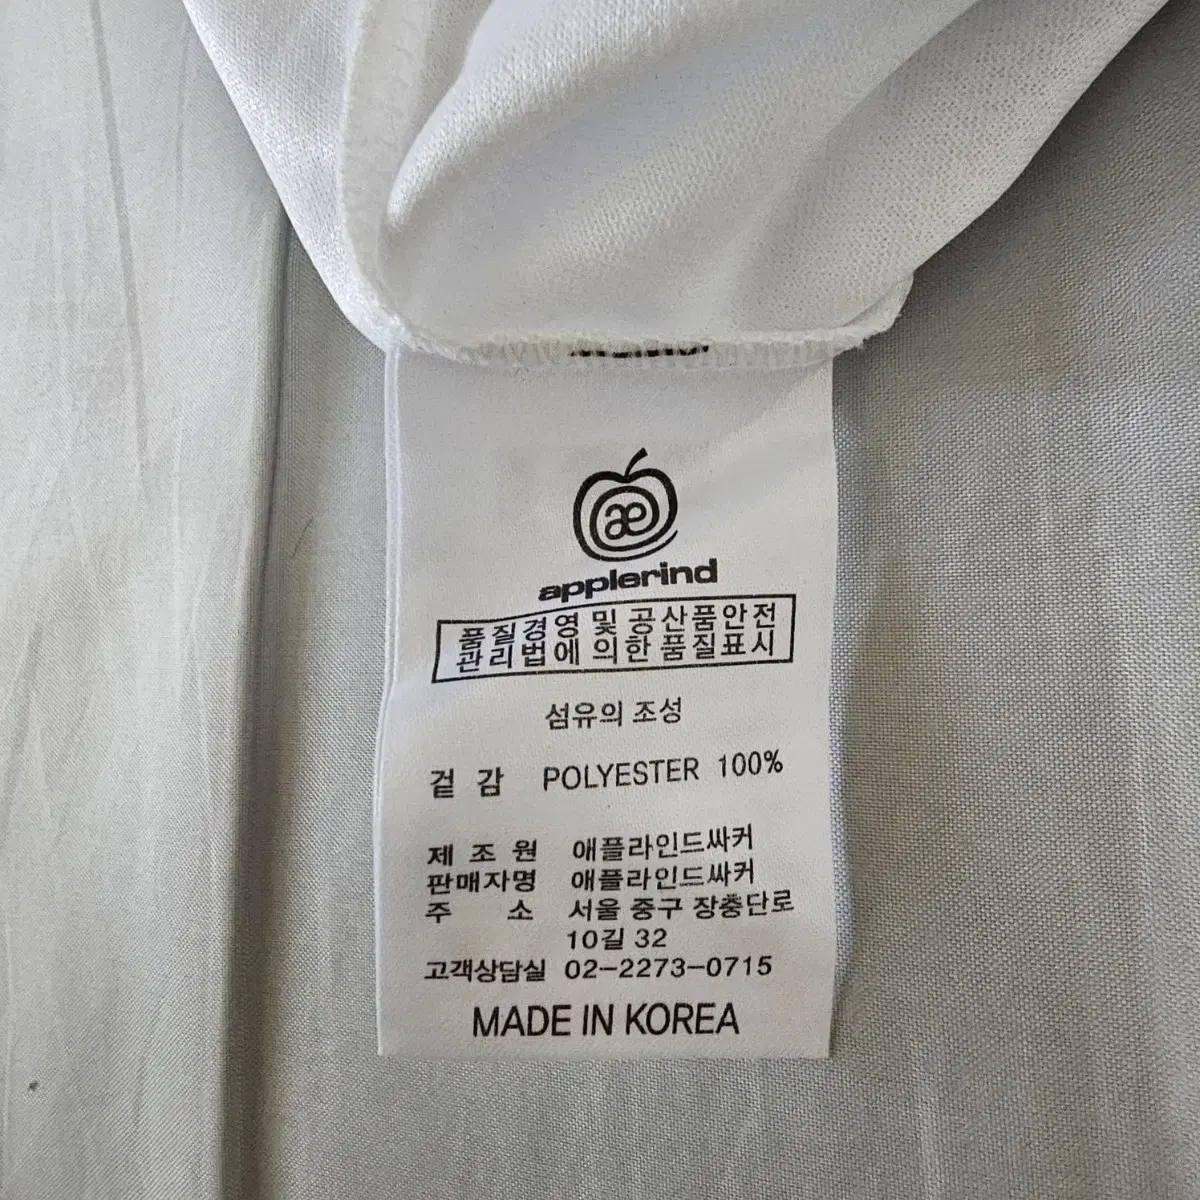 æ
applerind
품질경영 및 공산품안전
관리법에 의한 품질표시
섬유의 조성
겉 감 POLYESTER 100%
제 조 원 애플라인드싸커
판매자명 애플라인드싸커
주 소 서울 중구 장충단로
10길 32
고객상담실 02-2273-0715
MADE IN KOREA